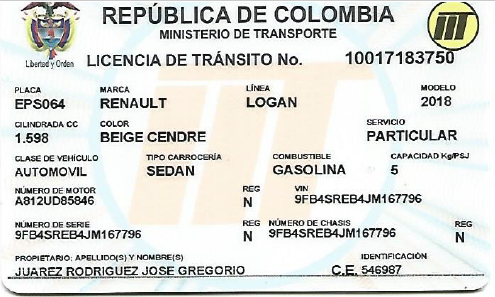 REPÚBLICA DE COLOMBIA
MINISTERIO DE TRANSPORTE
Libertad y Orden
LICENCIA DE TRÁNSITO No. 10017183750
PLACA MARCA LÍNEA MODELO
EPS064 RENAULT LOGAN 2018
CILINDRADA CC COLOR SERVICIO
1.598 BEIGE CENDRE PARTICULAR
CLASE DE VEHÍCULO TIPO CARROCERÍA COMBUSTIBLE CAPACIDAD Kg/PSJ
AUTOMOVIL SEDAN GASOLINA 5
NÚMERO DE MOTOR REG VIN
A812UD85846 N 9FB4SREB4JM167796
NÚMERO DE SERIE REG NÚMERO DE CHASIS REG
9FB4SREB4JM167796 N 9FB4SREB4JM167796 N
PROPIETARIO: APELLIDO(S) Y NOMBRE(S) IDENTIFICACIÓN
JUAREZ RODRIGUEZ JOSE GREGORIO C.E. 546987